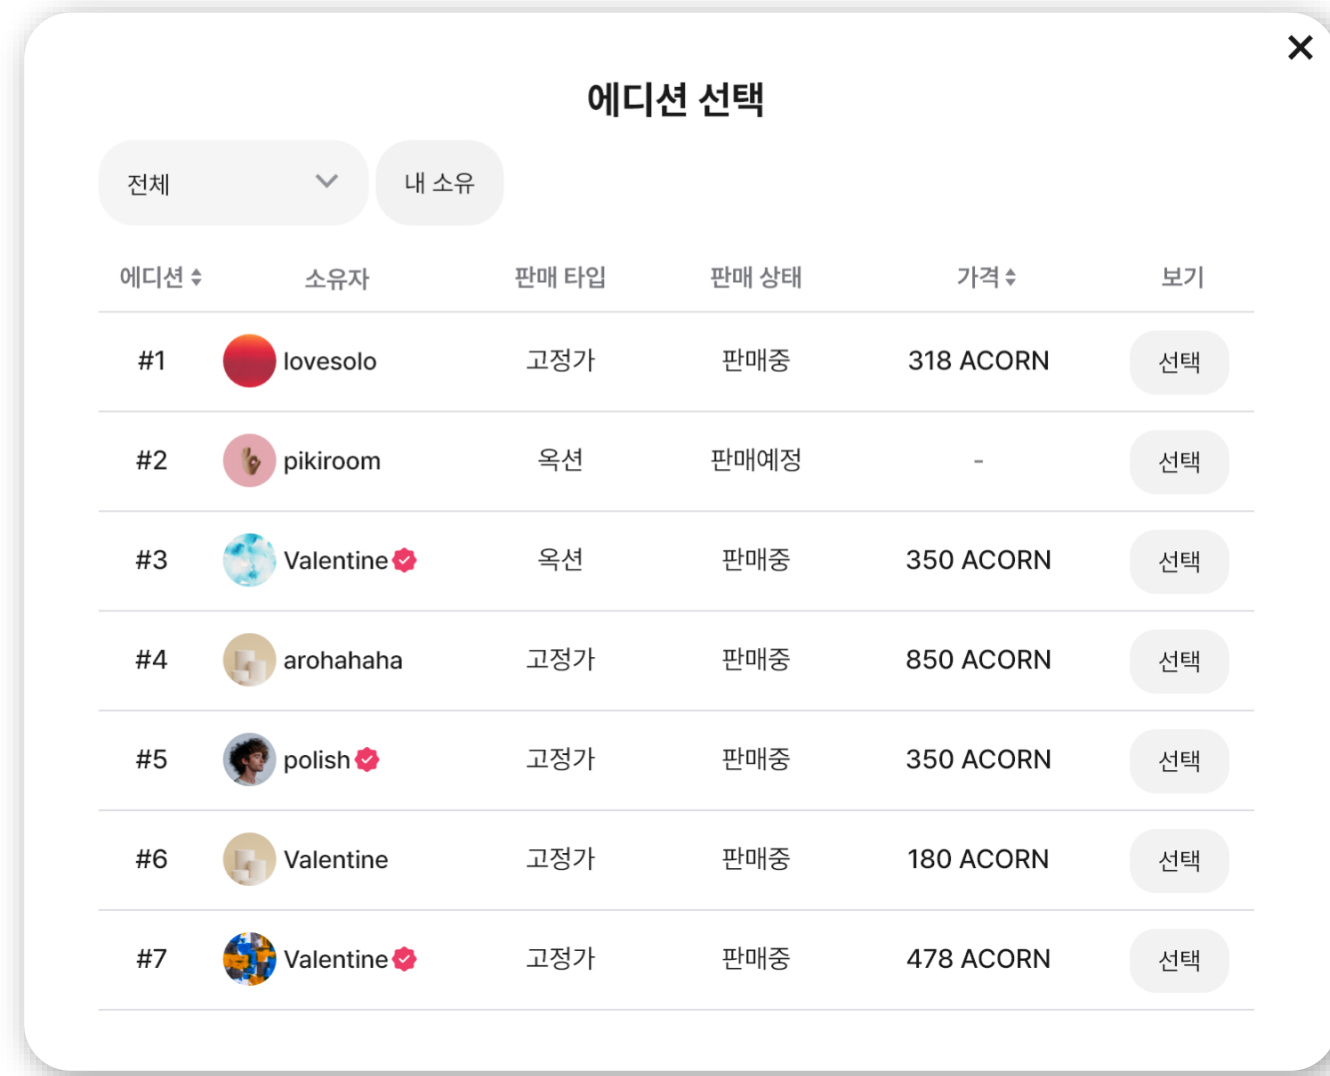 에디션 선택
전체 내 소유
에디션 소유자 판매 타입 판매 상태 가격 보기
#1 lovesolo 고정가 판매중 318 ACORN 선택
#2 pikiroom 옥션 판매예정 - 선택
#3 Valentine 옥션 판매중 350 ACORN 선택
#4 arohahaha 고정가 판매중 850 ACORN 선택
#5 polish 고정가 판매중 350 ACORN 선택
#6 Valentine 고정가 판매중 180 ACORN 선택
#7 Valentine 고정가 판매중 478 ACORN 선택